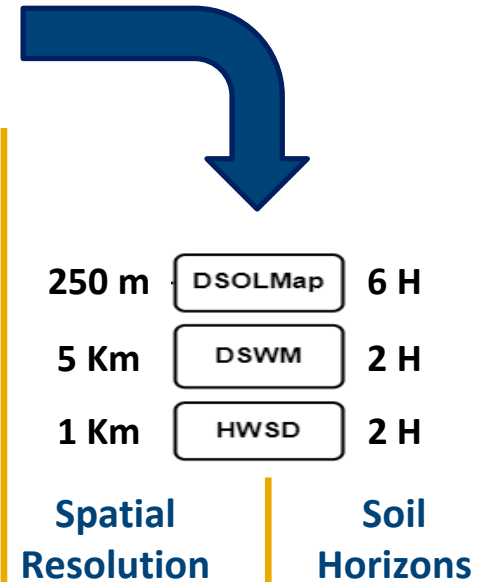 250 m DSOLMap 6 H
5 Km DSWM 2 H
1 Km HWSD 2 H
Spatial Resolution
Soil Horizons